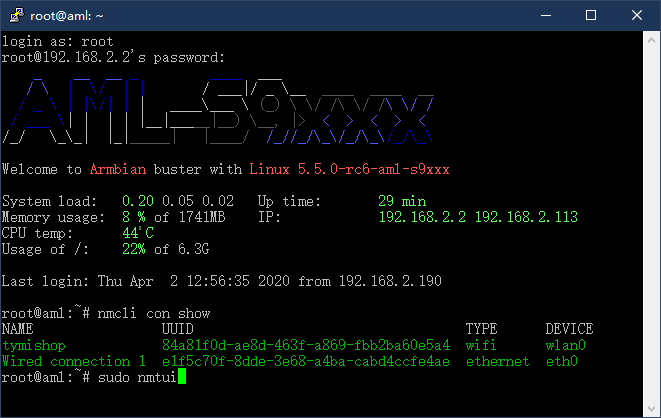 root@aml: ~
login as: root
root@192.168.2.2's password:
AML-S9xxx
Welcome to Armbian buster with Linux 5.5.0-rc6-aml-s9xxx
System load: 0.20 0.05 0.02 Up time: 29 min
Memory usage: 8 % of 1741MB IP: 192.168.2.2 192.168.2.113
CPU temp: 44°C
Usage of /: 22% of 6.3G
Last login: Thu Apr 2 12:56:35 2020 from 192.168.2.190
root@aml:~# nmcli con show
NAME UUID TYPE DEVICE
tymishop 84a81f0d-ae8d-463f-a869-fbb2ba60e5a4 wifi wlan0
Wired connection 1 e1f5c70f-8dde-3e68-a4ba-cabd4ccfe4ae ethernet eth0
root@aml:~# sudo nmtui